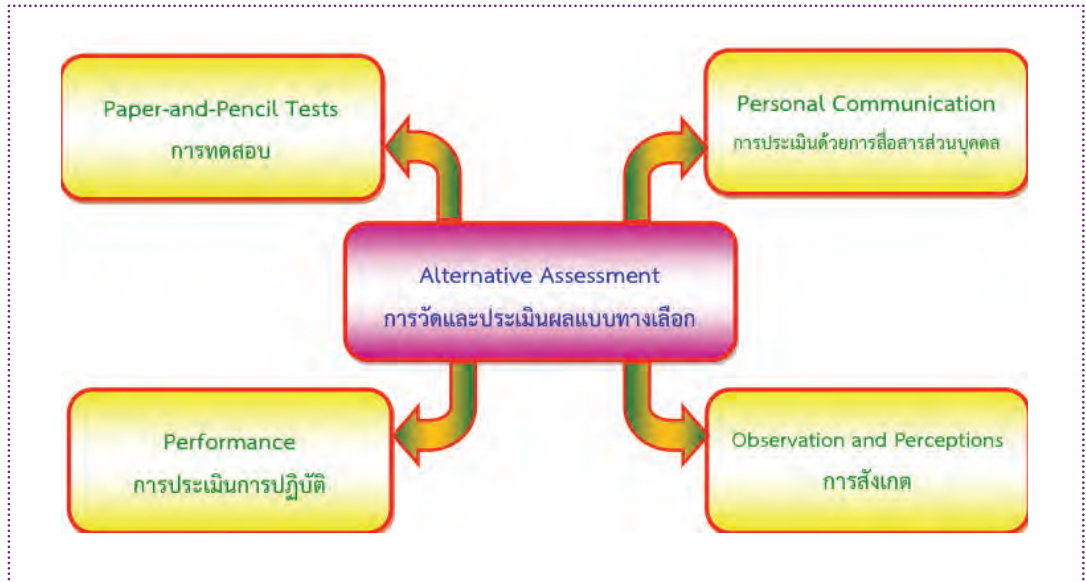 Paper-and-Pencil Tests
การทดสอบ
Personal Communication
การประเมินด้วยการสื่อสารส่วนบุคคล
Alternative Assessment
การวัดและประเมินผลแบบทางเลือก
Performance
การประเมินการปฏิบัติ
Observation and Perceptions
การสังเกต